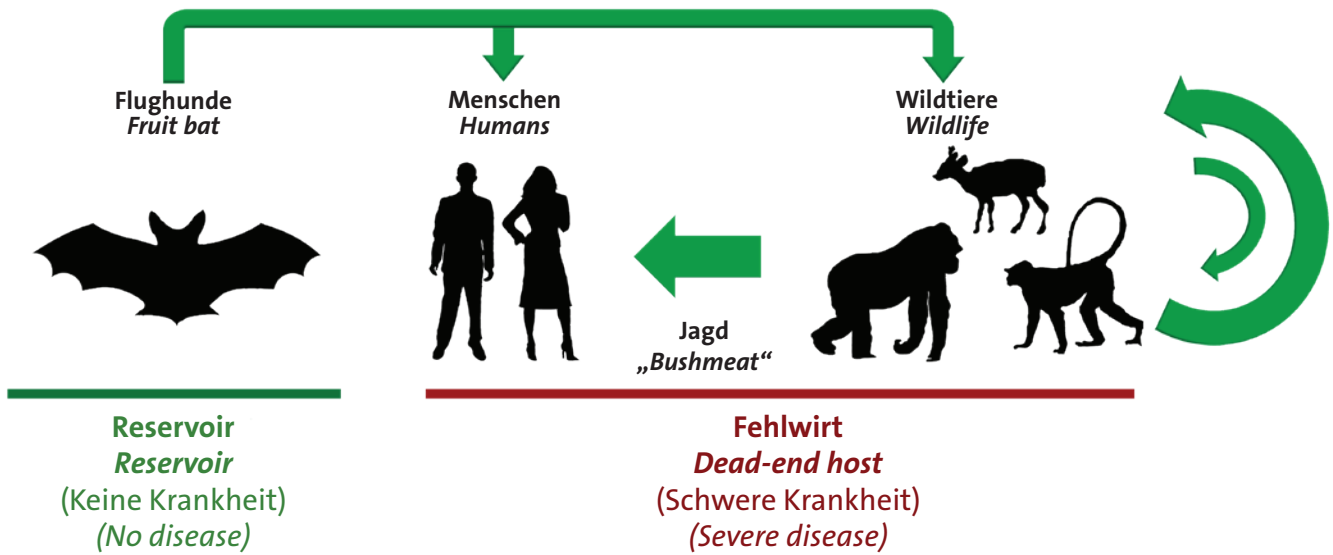 Flughunde
Fruit bat
Menschen
Humans
Wildtiere
Wildlife
Jagd
„Bushmeat“
Reservoir
Reservoir
(Keine Krankheit)
(No disease)
Fehlwirt
Dead-end host
(Schwere Krankheit)
(Severe disease)